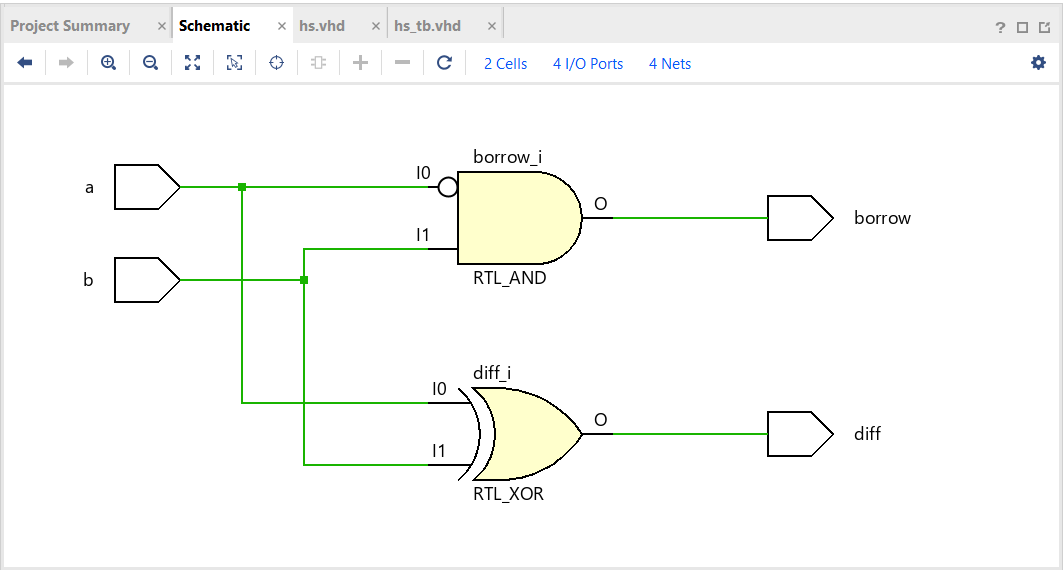 Project Summary × Schematic × hs.vhd × hs_tb.vhd × ?
2 Cells 4 I/O Ports 4 Nets
borrow_i
a
I0
O
borrow
I1
b
RTL_AND
diff_i
I0
O
diff
I1
RTL_XOR